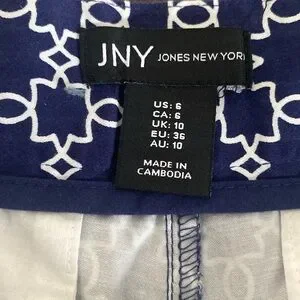 JNY JONES NEW YORK
US: 6
CA: 6
UK: 10
EU: 36
AU: 10
MADE IN
CAMBODIA